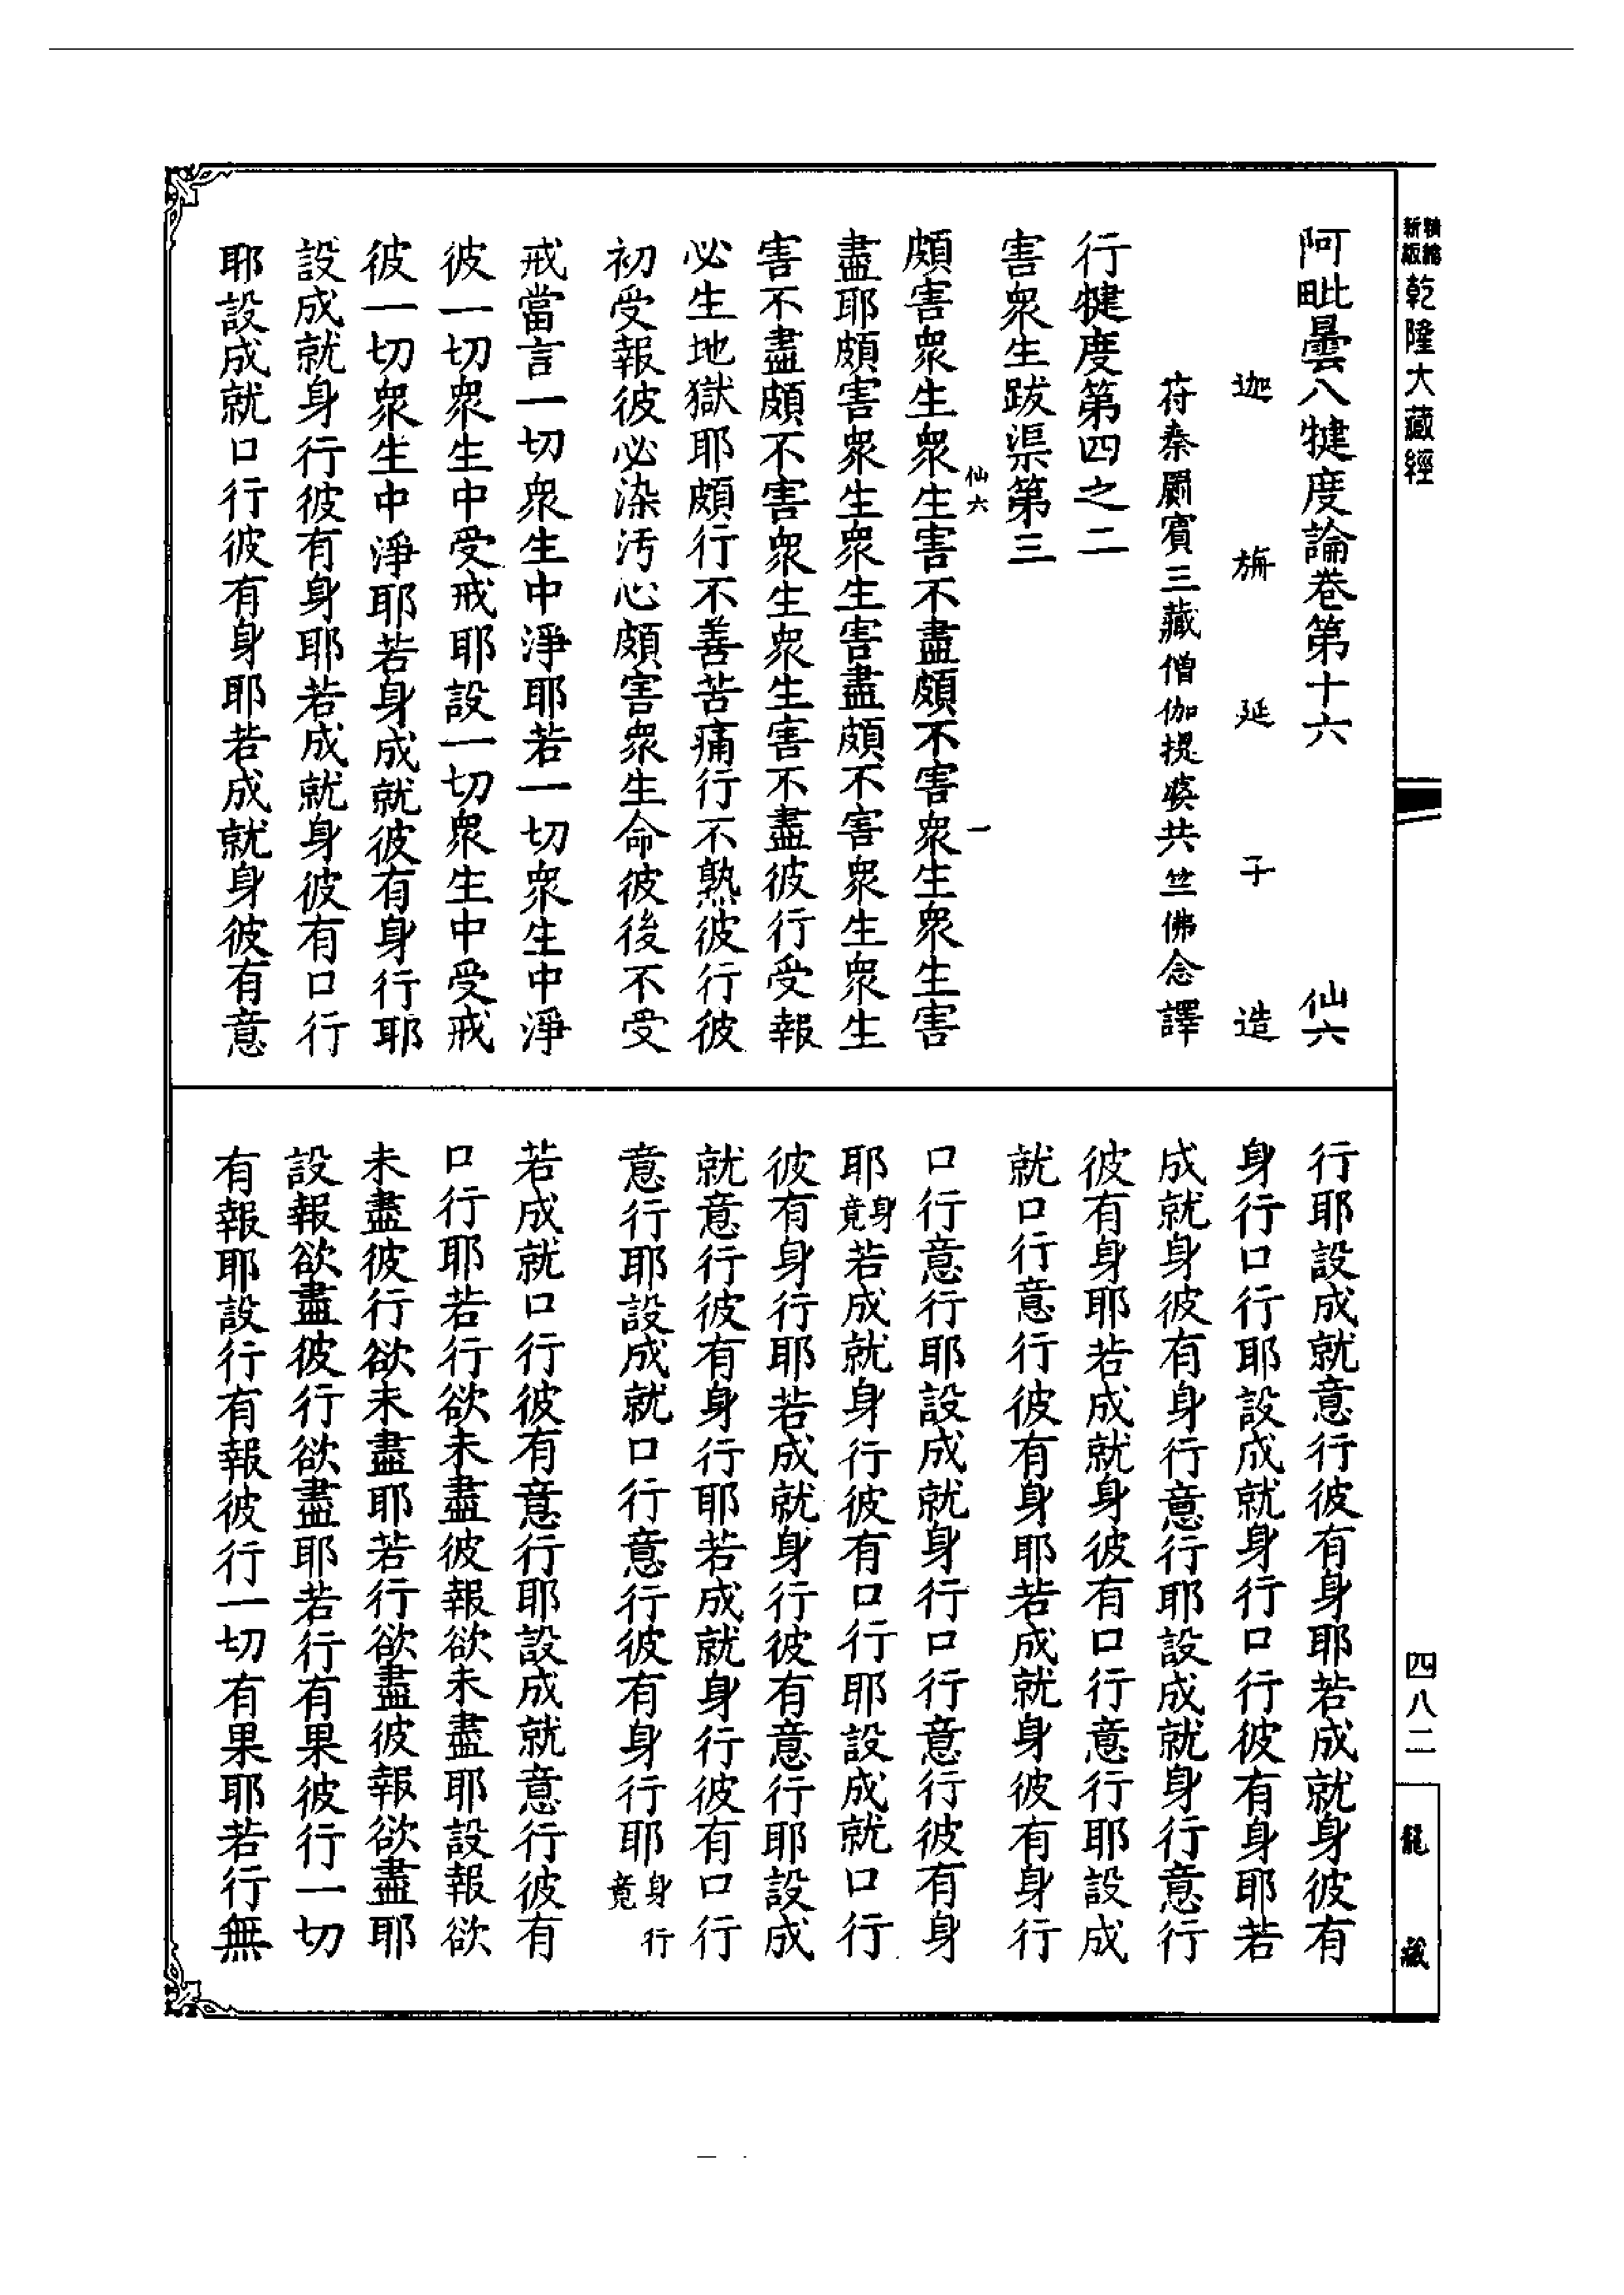 乾隆大藏經
阿毗曇八犍度論卷第十六 仙六
迦旃延子造
苻秦罽賓三藏僧伽提婆共竺佛念譯
行犍度第四之二
害衆生跋渠第三
仙六 一
頗害衆生衆生害不盡頗不害衆生衆生害
盡耶頗害衆生衆生害盡頗不害衆生衆生
害不盡頗不害衆生衆生害不盡彼行受報
必生地獄耶頗行不善苦痛行不熟彼行彼
初受報彼必染汚心頗害衆生命彼後不受
戒當言一切衆生中淨耶若一切衆生中淨
彼一切衆生中受戒耶設一切衆生中受戒
彼一切衆生中淨耶若身成就彼有身行耶
設成就身行彼有身耶若成就身彼有口行
耶設成就口行彼有身耶若成就身彼有意
行耶設成就意行彼有身耶若成就身彼有
身行口行耶設成就身行口行彼有身耶若
成就身彼有身行意行耶設成就身行意行
彼有身耶若成就身彼有口行意行耶設成
就口行意行彼有身耶若成就身彼有身行
口行意行耶設成就身行口行意行彼有身
耶身竟若成就身行彼有口行耶設成就口行
彼有身行耶若成就身行彼有意行耶設成
就意行彼有身行耶若成就身行彼有口行
意行耶設成就口行意行彼有身行耶身行竟
若成就口行彼有意行耶設成就意行彼有
口行耶若行欲未盡彼報欲未盡耶設報欲
未盡彼行欲未盡耶若行欲盡彼報欲盡耶
設報欲盡彼行欲盡耶若行有果彼行一切
有報耶設行有報彼行一切有果耶若行無
四八二
龍藏